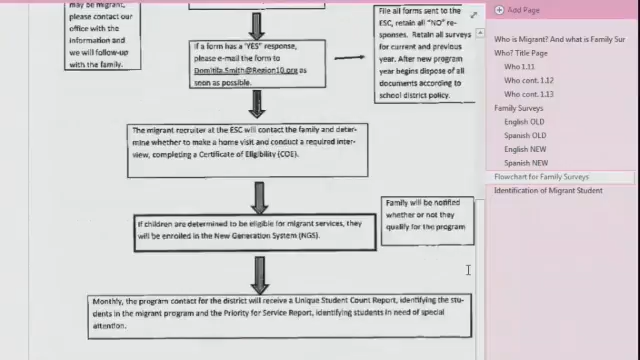 may be migrant,
please contact our
office with the
information and
we will follow-up
with the family.
If a form has a "YES" response,
please e-mail the form to
Domitila.Smith@Region10.org as
soon as possible.
File all forms sent to the
ESC, retain all "NO" re-
sponses. Retain all surveys
for current and previous
year. After new program
year begins dispose of all
documents according to
school district policy.
The migrant recruiter at the ESC will contact the family and deter-
mine whether to make a home visit and conduct a required inter-
view, completing a Certificate of Eligibility (COE).
If children are determined to be eligible for migrant services, they
will be enrolled in the New Generation System (NGS).
Family will be notified
whether or not they
qualify for the program
Monthly, the program contact for the district will receive a Unique Student Count Report, identifying the stu-
dents in the migrant program and the Priority for Service Report, identifying students in need of special
attention.
Add Page
Who is Migrant? And what is Family Sur
Who? Title Page
Who 1.11
Who cont. 1.12
Who cont. 1.13
Family Surveys
English OLD
Spanish OLD
English NEW
Spanish NEW
Flowchart for Family Surveys
Identification of Migrant Student